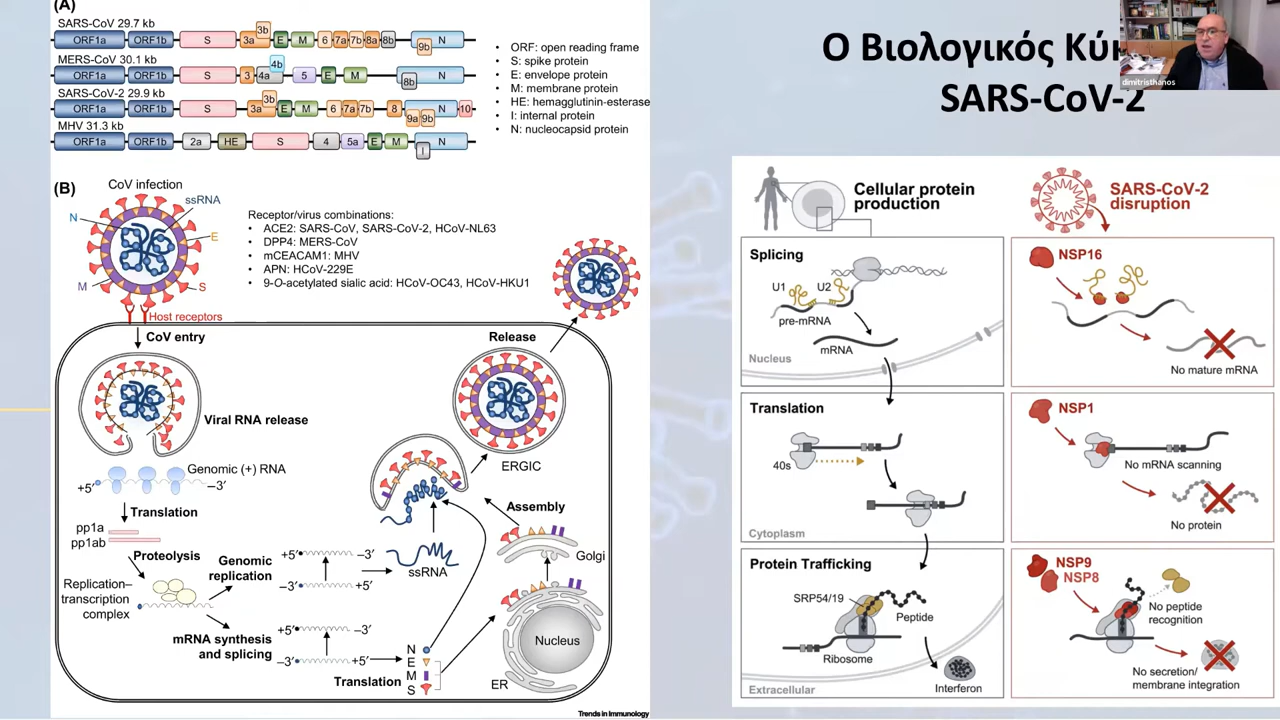 (A)
SARS-CoV 29.7 kb
ORF1a ORF1b S 3a 3b E M 6 7a 7b 8a 8b 9b N
MERS-CoV 30.1 kb
ORF1a ORF1b S 3 4a 4b 5 E M 8b N
SARS-CoV-2 29.9 kb
ORF1a ORF1b S 3a 3b E M 6 7a 7b 8 9a 9b N 10
MHV 31.3 kb
ORF1a ORF1b 2a HE S 4 5a E M I N
• ORF: open reading frame
• S: spike protein
• E: envelope protein
• M: membrane protein
• HE: hemagglutinin-esterase
• I: internal protein
• N: nucleocapsid protein
(B)
CoV infection
ssRNA
N
E
M
S
Host receptors
Receptor/virus combinations:
• ACE2: SARS-CoV, SARS-CoV-2, HCoV-NL63
• DPP4: MERS-CoV
• mCEACAM1: MHV
• APN: HCoV-229E
• 9-O-acetylated sialic acid: HCoV-OC43, HCoV-HKU1
CoV entry
Release
Viral RNA release
ERGIC
Genomic (+) RNA
+5′ –3′
Translation
pp1a
pp1ab
Proteolysis
Replication–
transcription
complex
Genomic
replication
+5′ –3′
–3′ +5′
ssRNA
mRNA synthesis
and splicing
+5′ –3′
–3′ +5′
Translation
N
E
M
S
Assembly
Golgi
Nucleus
ER
Trends in Immunology
Ο Βιολογικός
SARS-CoV-2
dimitristhanos
Cellular protein
production
SARS-CoV-2
disruption
Splicing
U1 U2
pre-mRNA
mRNA
Nucleus
NSP16
No mature mRNA
Translation
40s
Cytoplasm
NSP1
No mRNA scanning
No protein
Protein Trafficking
SRP54/19
Peptide
Ribosome
Interferon
Extracellular
NSP9
NSP8
No peptide
recognition
No secretion/
membrane integration